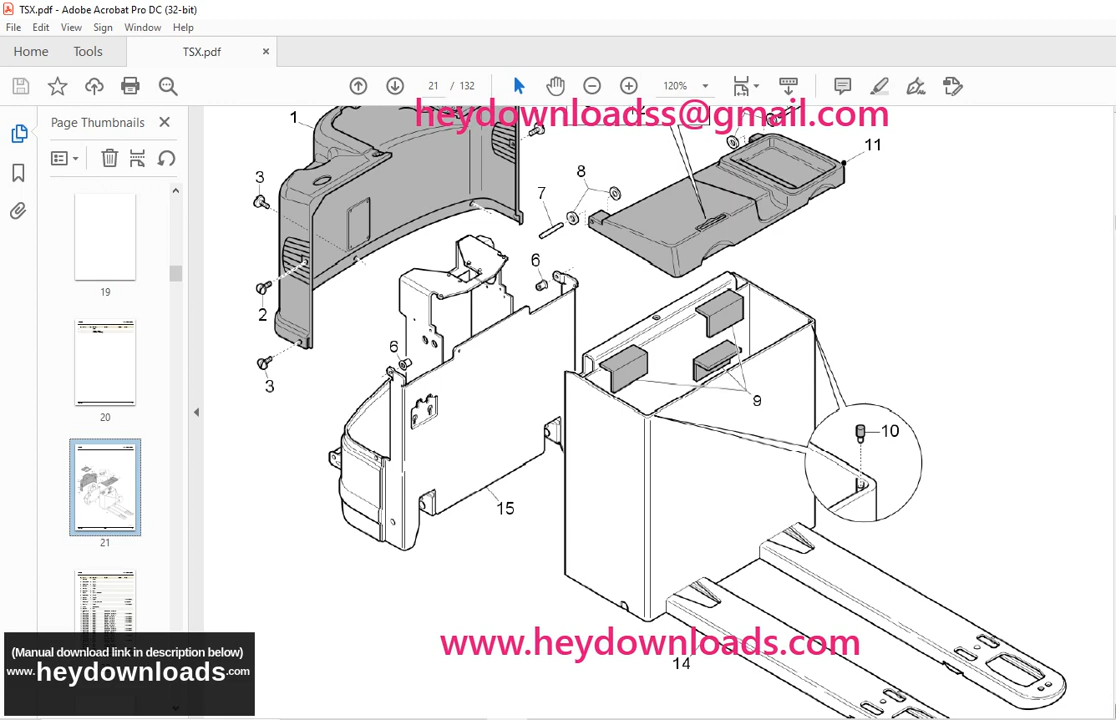 TSX.pdf - Adobe Acrobat Pro DC (32-bit)
File Edit View Sign Window Help
Home Tools TSX.pdf ×
21 / 132 120%
heydownloadss@gmail.com
Page Thumbnails
1
11
3
8
7
6
2
6
3
9
10
15
14
19
20
21
www.heydownloads.com
(Manual download link in description below)
www.heydownloads.com